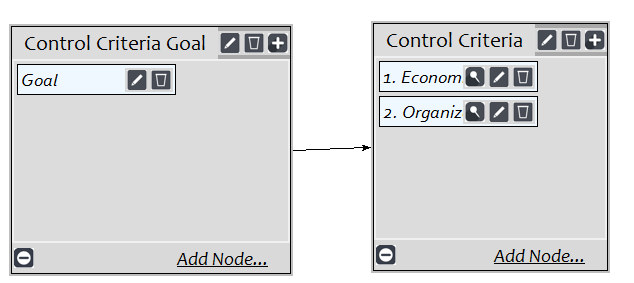 Control Criteria Goal
Goal
Add Node...
Control Criteria
1. Econom
2. Organiz
Add Node...